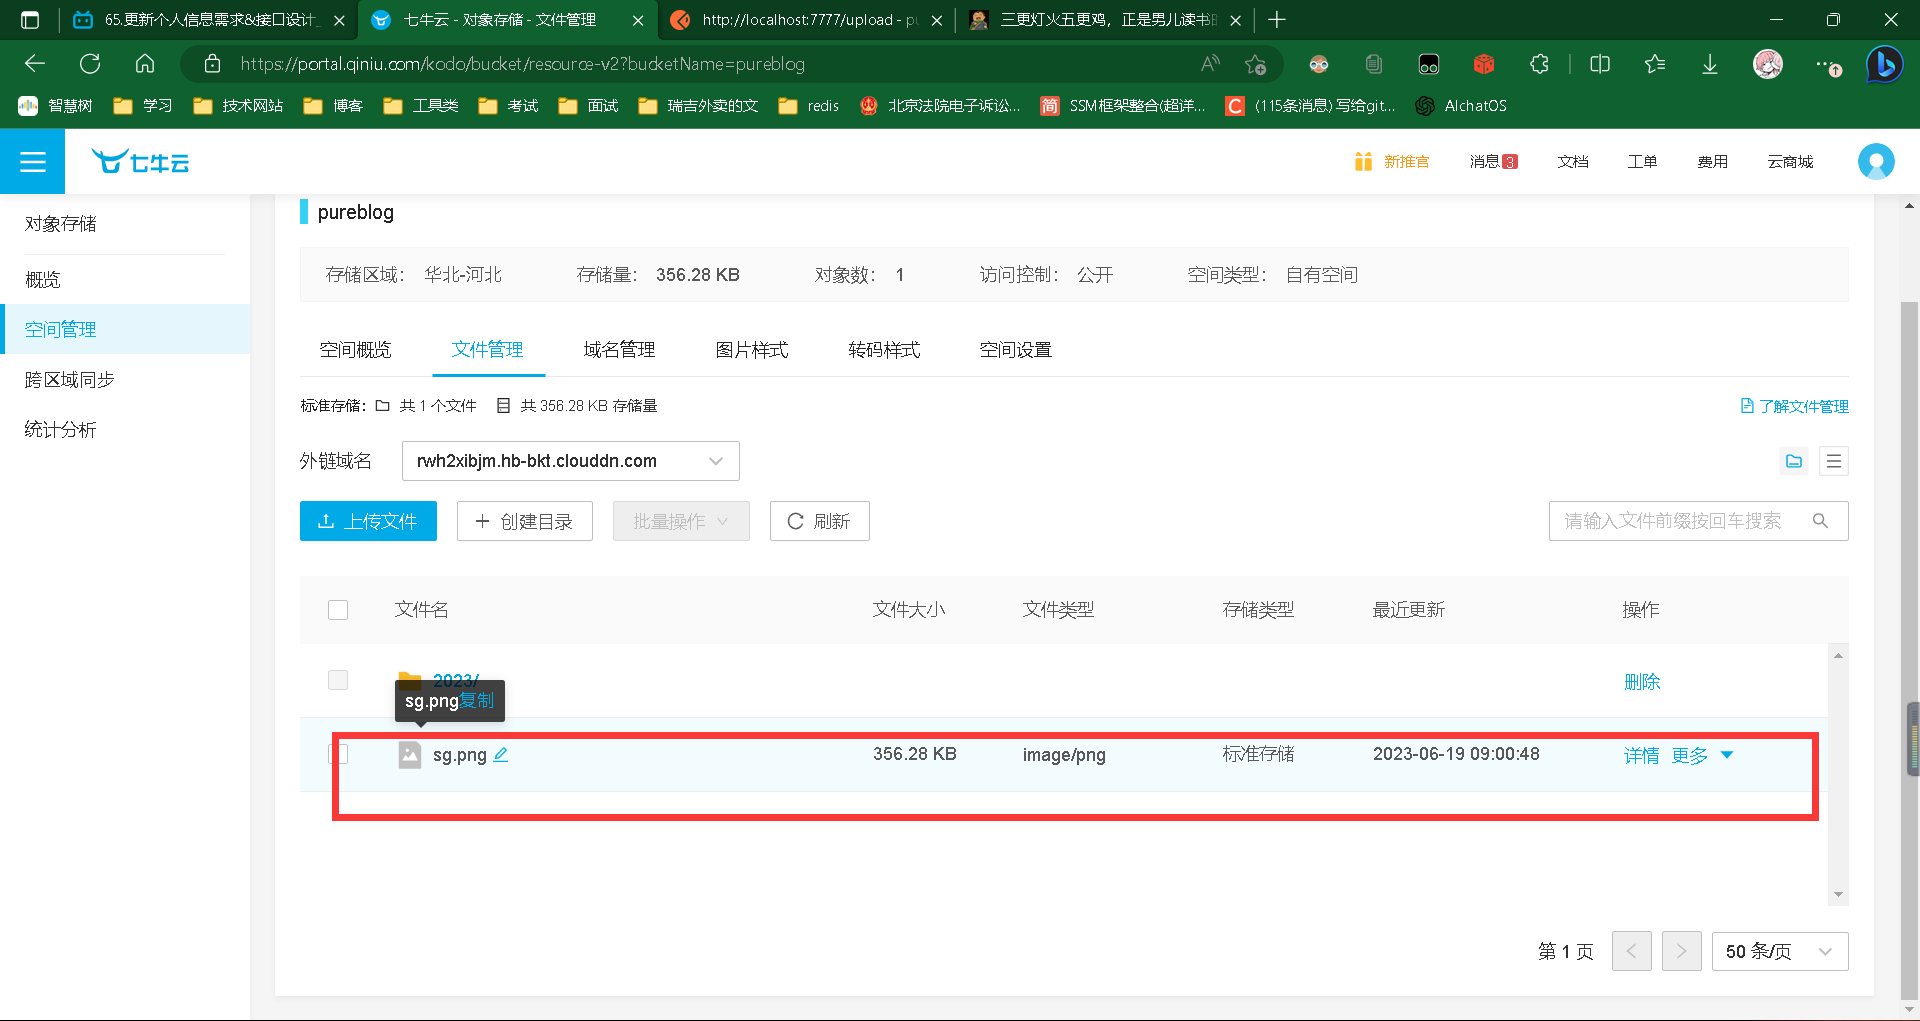 65.更新个人信息需求&接口设计_
七牛云 - 对象存储 - 文件管理
http://localhost:7777/upload - pu
三更灯火五更鸡，正是男儿读书时
https://portal.qiniu.com/kodo/bucket/resource-v2?bucketName=pureblog
智慧树 学习 技术网站 博客 工具类 考试 面试 瑞吉外卖的文 redis 北京法院电子诉讼... SSM框架整合(超详... (115条消息) 写给git... AIchatOS
七牛云 新推官 消息 3 文档 工单 费用 云商城
对象存储
概览
空间管理
跨区域同步
统计分析
pureblog
存储区域： 华北-河北 存储量： 356.28 KB 对象数： 1 访问控制： 公开 空间类型： 自有空间
空间概览 文件管理 域名管理 图片样式 转码样式 空间设置
标准存储： 共 1 个文件 共 356.28 KB 存储量 了解文件管理
外链域名 rwh2xibjm.hb-bkt.clouddn.com
上传文件 创建目录 批量操作 刷新 请输入文件前缀按回车搜索
文件名 文件大小 文件类型 存储类型 最近更新 操作
2023/ 删除
sg.png复制
sg.png 356.28 KB image/png 标准存储 2023-06-19 09:00:48 详情 更多
第 1 页 50 条/页